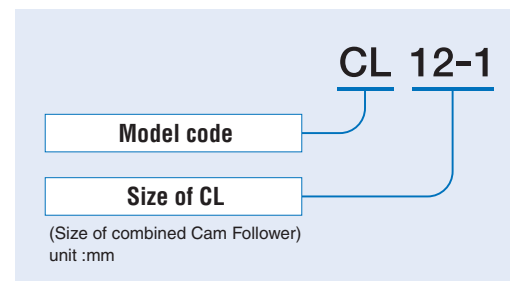 CL 12-1
Model code
Size of CL
(Size of combined Cam Follower)
unit :mm